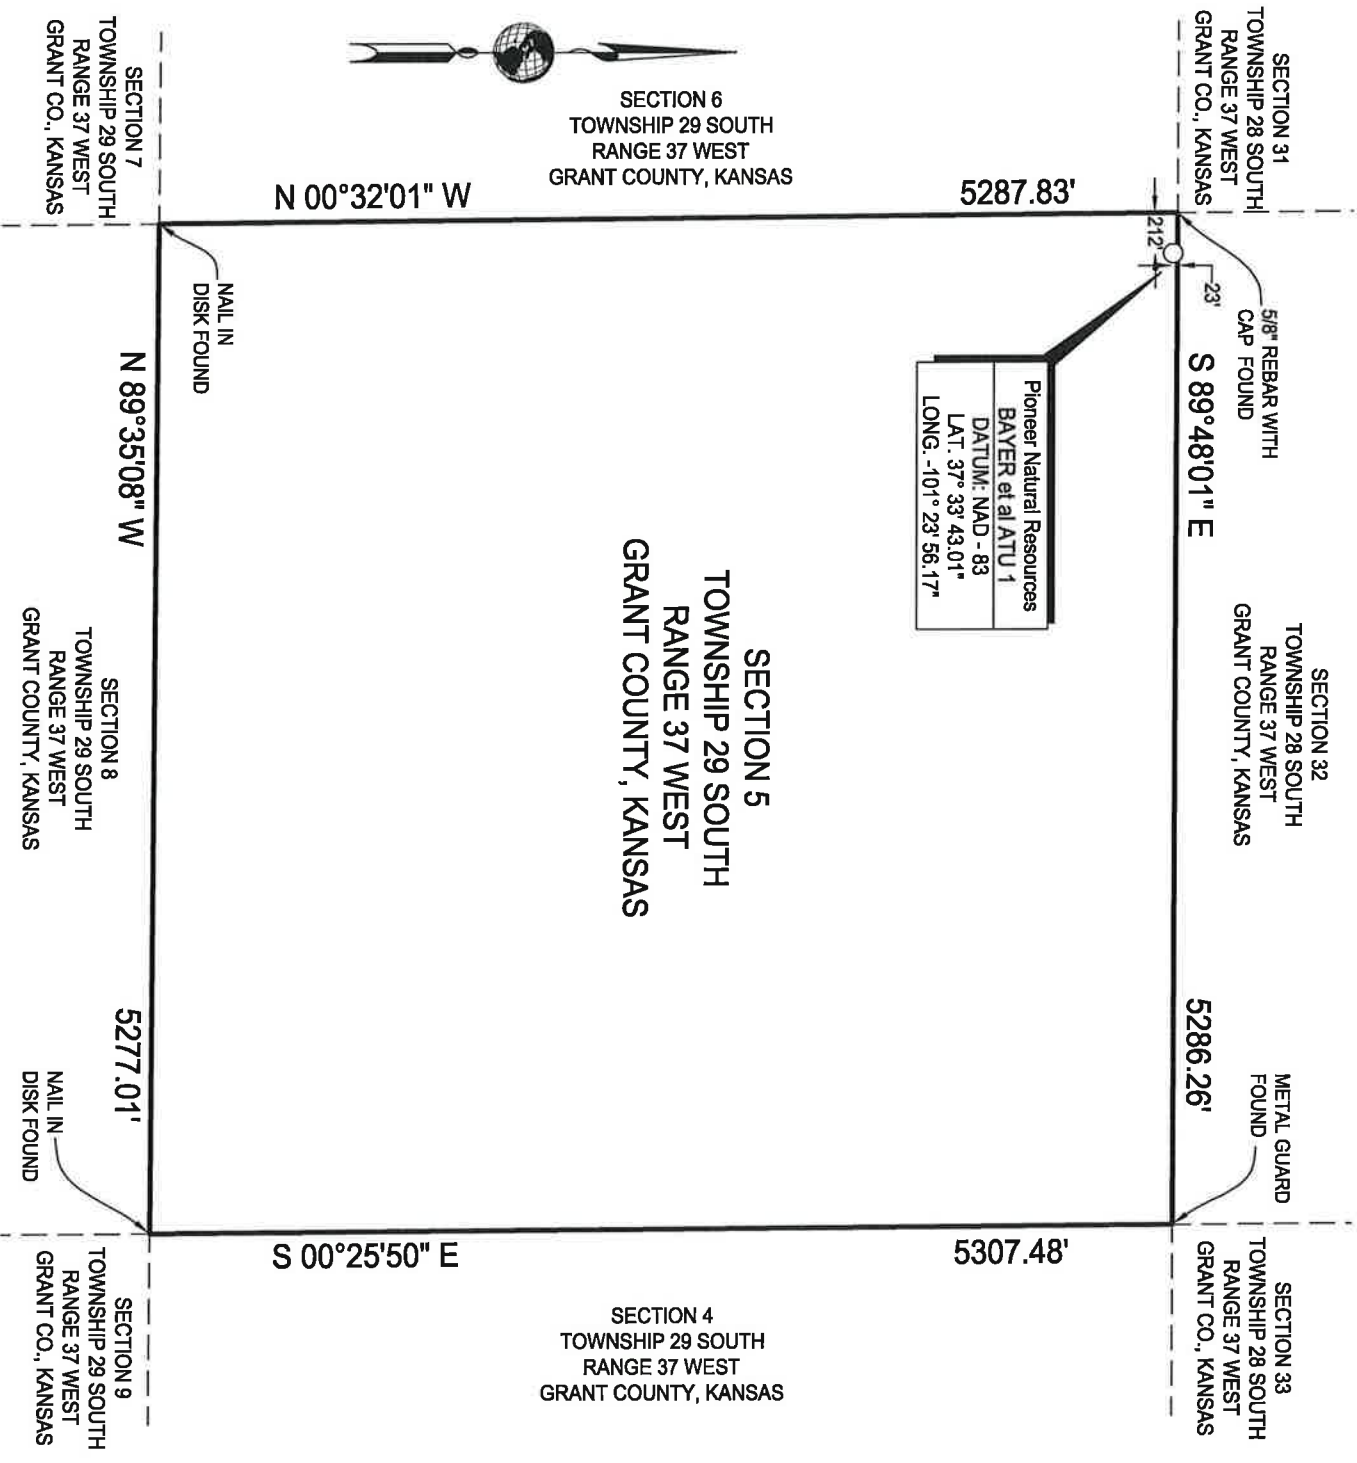 SECTION 31
TOWNSHIP 28 SOUTH
RANGE 37 WEST
GRANT CO., KANSAS
SECTION 32
TOWNSHIP 28 SOUTH
RANGE 37 WEST
GRANT COUNTY, KANSAS
SECTION 33
TOWNSHIP 28 SOUTH
RANGE 37 WEST
GRANT CO., KANSAS
5/8" REBAR WITH
CAP FOUND
METAL GUARD
FOUND
S 89°48'01" E
5286.26'
23'
212'
SECTION 6
TOWNSHIP 29 SOUTH
RANGE 37 WEST
GRANT COUNTY, KANSAS
N 00°32'01" W
5287.83'
Pioneer Natural Resources
BAYER et al ATU 1
DATUM: NAD - 83
LAT. 37° 33' 43.01"
LONG. -101° 23' 56.17"
SECTION 5
TOWNSHIP 29 SOUTH
RANGE 37 WEST
GRANT COUNTY, KANSAS
S 00°25'50" E
5307.48'
SECTION 4
TOWNSHIP 29 SOUTH
RANGE 37 WEST
GRANT COUNTY, KANSAS
NAIL IN
DISK FOUND
N 89°35'08" W
5277.01'
NAIL IN
DISK FOUND
SECTION 7
TOWNSHIP 29 SOUTH
RANGE 37 WEST
GRANT CO., KANSAS
SECTION 8
TOWNSHIP 29 SOUTH
RANGE 37 WEST
GRANT COUNTY, KANSAS
SECTION 9
TOWNSHIP 29 SOUTH
RANGE 37 WEST
GRANT CO., KANSAS